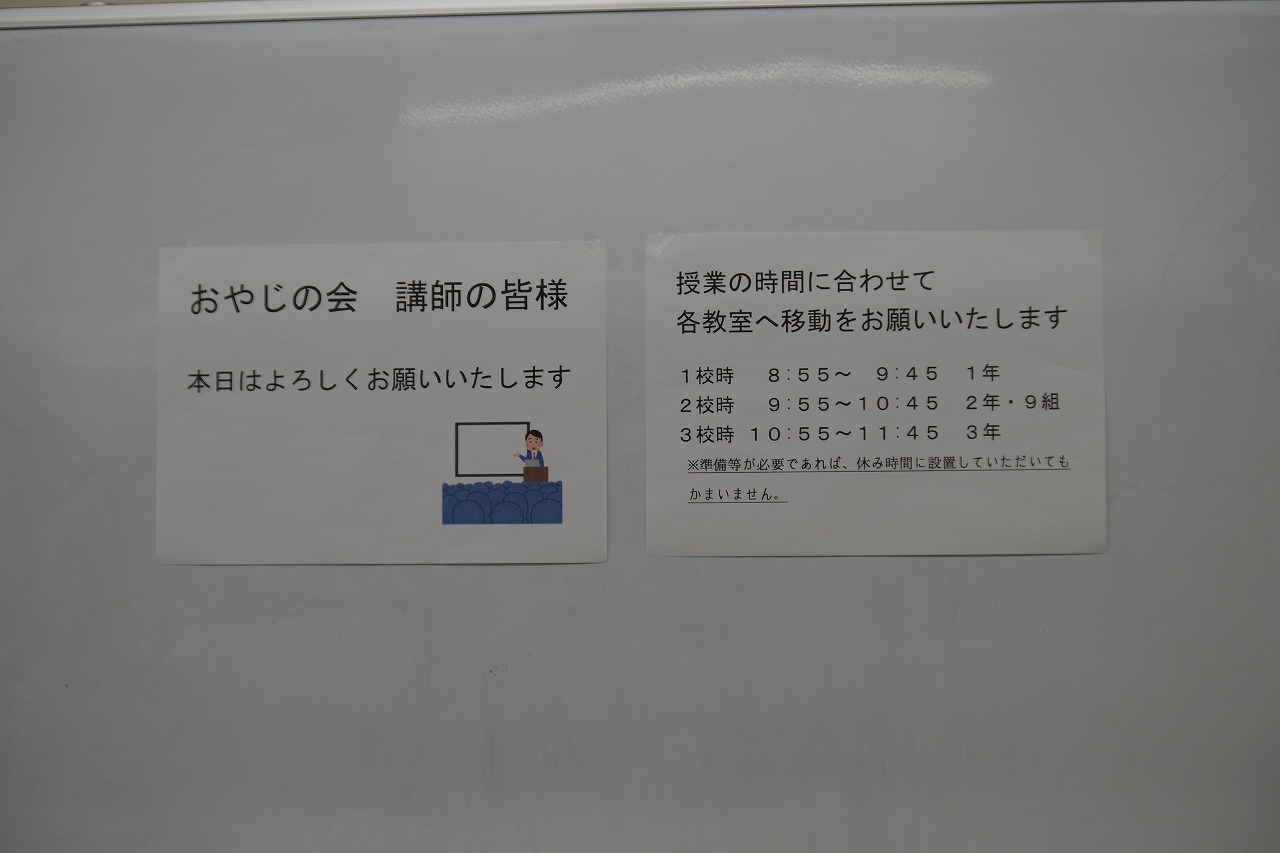 おやじの会　講師の皆様
本日はよろしくお願いいたします
授業の時間に合わせて
各教室へ移動をお願いいたします
１校時　８：５５～　９：４５　１年
２校時　９：５５～１０：４５　２年・９組
３校時　１０：５５～１１：４５　３年
※準備等が必要であれば、休み時間に設置していただいても
かまいません。